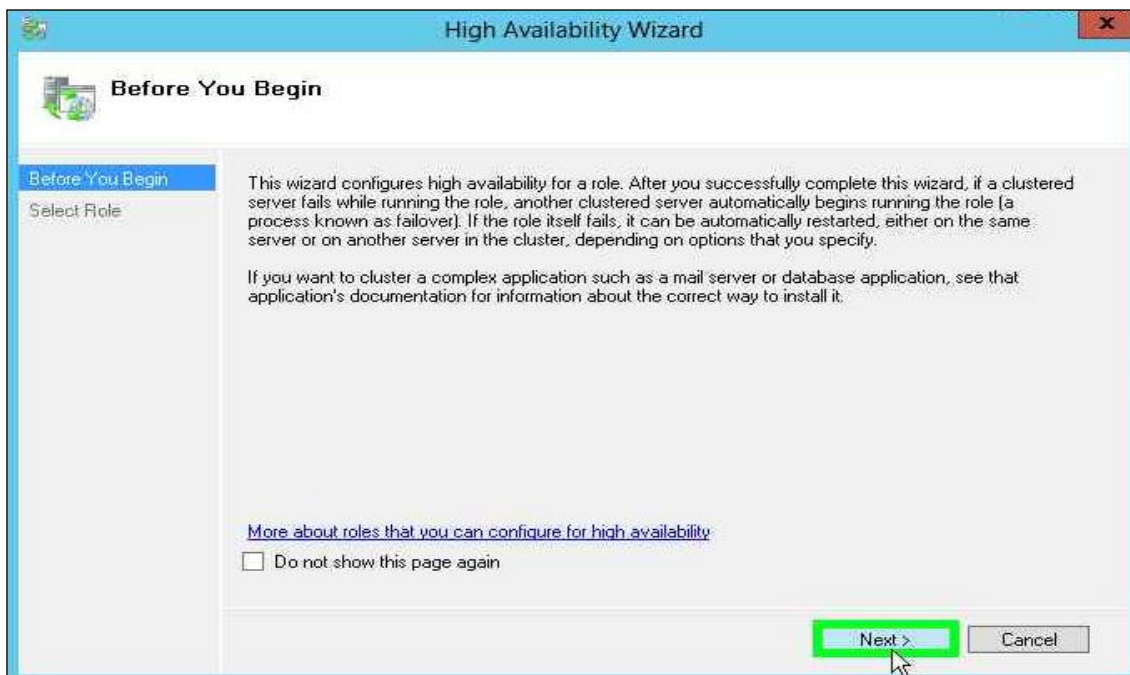 High Availability Wizard
x
Before You Begin
Before You Begin
Select Role
This wizard configures high availability for a role. After you successfully complete this wizard, if a clustered
server fails while running the role, another clustered server automatically begins running the role (a
process known as failover). If the role itself fails, it can be automatically restarted, either on the same
server or on another server in the cluster, depending on options that you specify.
If you want to cluster a complex application such as a mail server or database application, see that
application's documentation for information about the correct way to install it.
More about roles that you can configure for high availability
Do not show this page again
Next >
Cancel